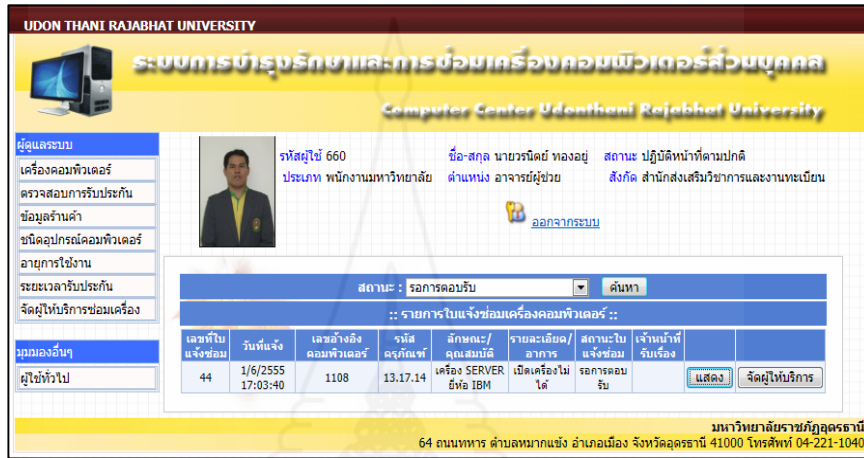 UDON THANI RAJABHAT UNIVERSITY
ระบบการบำรุงรักษาและการซ่อมเครื่องคอมพิวเตอร์ส่วนบุคคล
Computer Center Udonthani Rajabhat University
ผู้ดูแลระบบ
เครื่องคอมพิวเตอร์
ตรวจสอบการรับประกัน
ข้อมูลร้านค้า
ชนิดอุปกรณ์คอมพิวเตอร์
อายุการใช้งาน
ระยะเวลารับประกัน
จัดผู้ให้บริการซ่อมเครื่อง
มุมมองอื่นๆ
ผู้ใช้ทั่วไป
รหัสผู้ใช้ 660 ชื่อ-สกุล นายวรนิตย์ ทองอยู่ สถานะ ปฏิบัติหน้าที่ตามปกติ
ประเภท พนักงานมหาวิทยาลัย ตำแหน่ง อาจารย์ผู้ช่วย สังกัด สำนักส่งเสริมวิชาการและงานทะเบียน
ออกจากระบบ
สถานะ : รอการตอบรับ ค้นหา
:: รายการใบแจ้งซ่อมเครื่องคอมพิวเตอร์ ::
เลขที่ใบแจ้งซ่อม วันที่แจ้ง เลขอ้างอิงคอมพิวเตอร์ รหัสครุภัณฑ์ ลักษณะ/คุณสมบัติ รายละเอียด/อาการ สถานะใบแจ้งซ่อม เจ้าหน้าที่รับเรื่อง
44 1/6/2555 17:03:40 1108 13.17.14 เครื่อง SERVER ยี่ห้อ IBM เปิดเครื่องไม่ได้ รอการตอบรับ แสดง จัดผู้ให้บริการ
มหาวิทยาลัยราชภัฏอุดรธานี
64 ถนนทหาร ตำบลหมากแข้ง อำเภอเมือง จังหวัดอุดรธานี 41000 โทรศัพท์ 04-221-1040